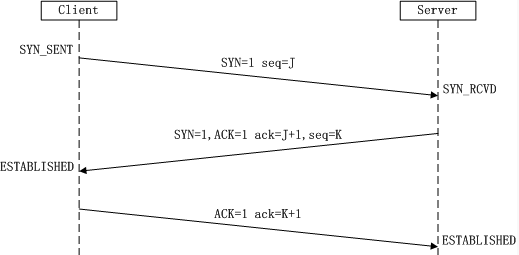 Client
Server
SYN_SENT
SYN=1 seq=J
SYN_RCVD
SYN=1,ACK=1 ack=J+1,seq=K
ESTABLISHED
ACK=1 ack=K+1
ESTABLISHED